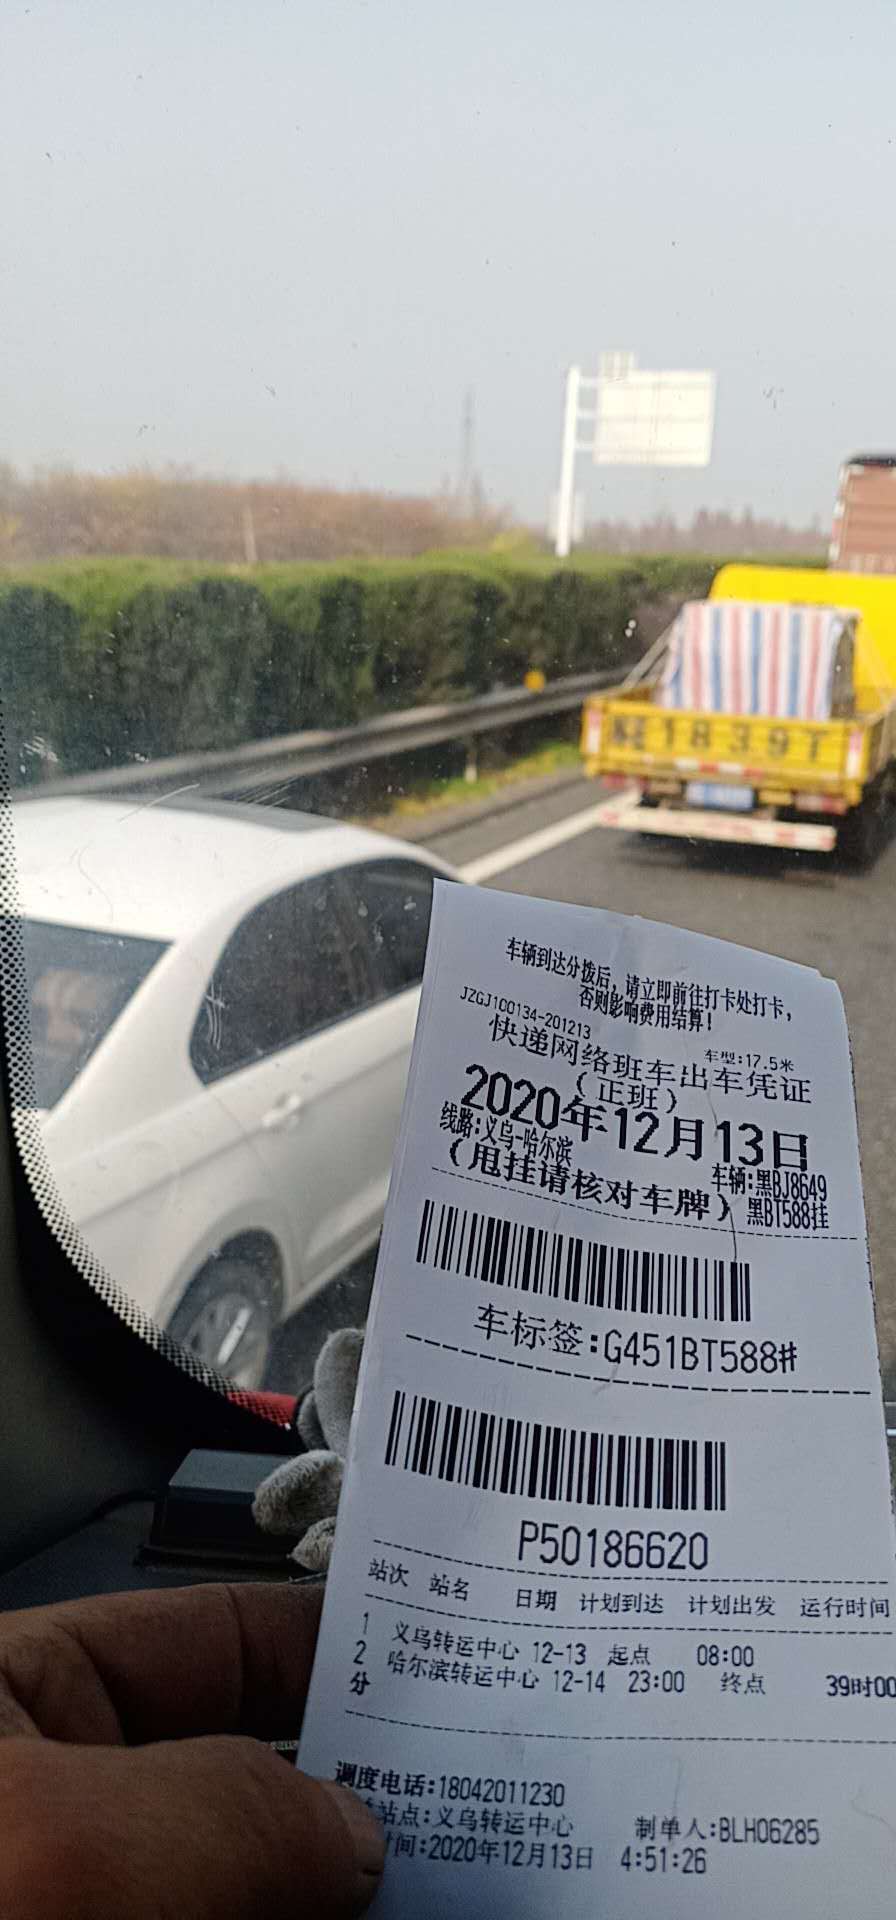 1839T
车辆到达分拨后，请立即前往打卡处打卡，
否则影响费用结算！
JZGJ100134-201213
车型:17.5米
快递网络班车出车凭证
(正班)
2020年12月13日
线路:义乌-哈尔滨
车辆:黑BJ8649
(甩挂请核对车牌)
黑BT588挂
车标签:G451BT588#
P50186620
站次 站名 日期 计划到达 计划出发 运行时间
1 义乌转运中心 12-13 起点 08:00
2 哈尔滨转运中心 12-14 23:00 终点 39时00
分
调度电话:18042011230
站点:义乌转运中心 制单人:BLH06285
时间:2020年12月13日 4:51:26